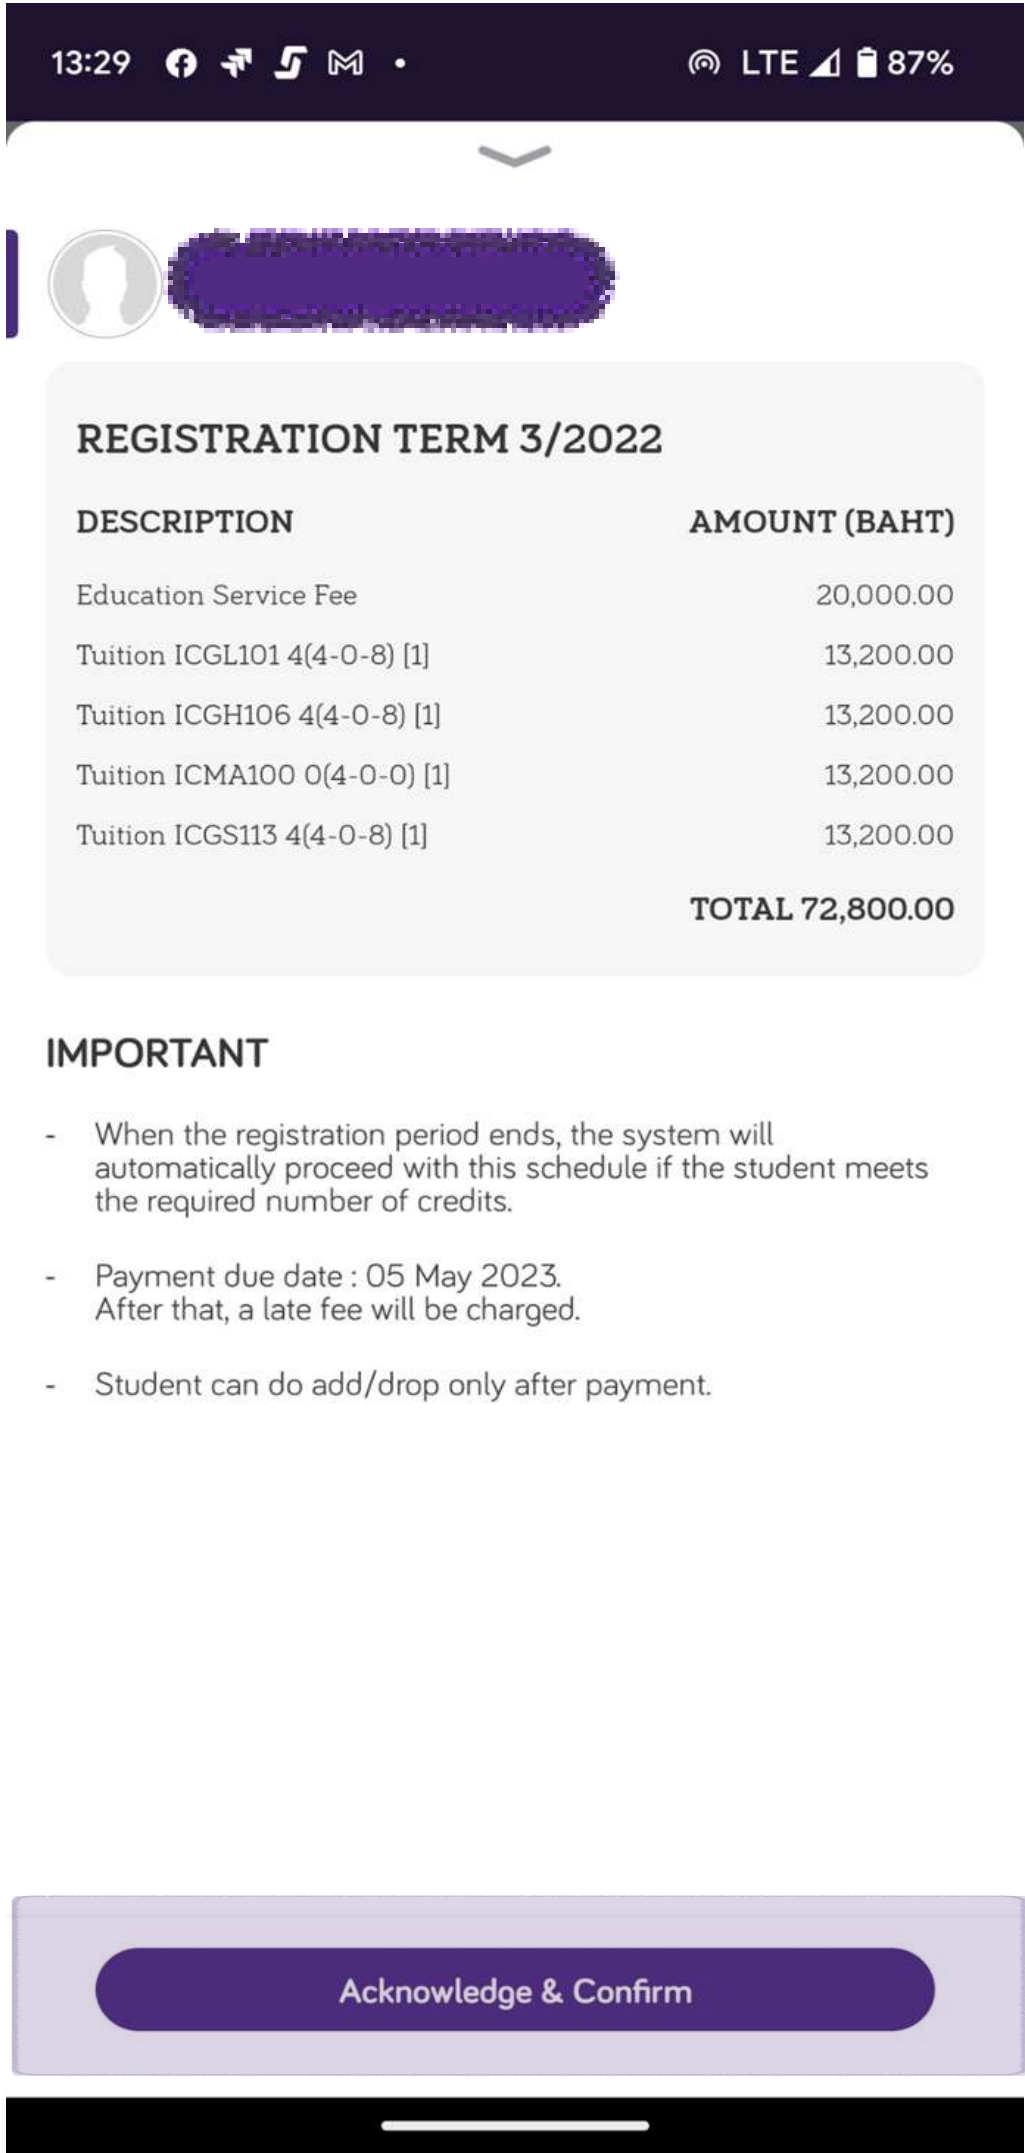 13:29 LTE 87%
REGISTRATION TERM 3/2022
DESCRIPTION AMOUNT (BAHT)
Education Service Fee 20,000.00
Tuition ICGL101 4(4-0-8) [1] 13,200.00
Tuition ICGH106 4(4-0-8) [1] 13,200.00
Tuition ICMA100 0(4-0-0) [1] 13,200.00
Tuition ICGS113 4(4-0-8) [1] 13,200.00
TOTAL 72,800.00
IMPORTANT
- When the registration period ends, the system will
automatically proceed with this schedule if the student meets
the required number of credits.
- Payment due date : 05 May 2023.
After that, a late fee will be charged.
- Student can do add/drop only after payment.
Acknowledge & Confirm